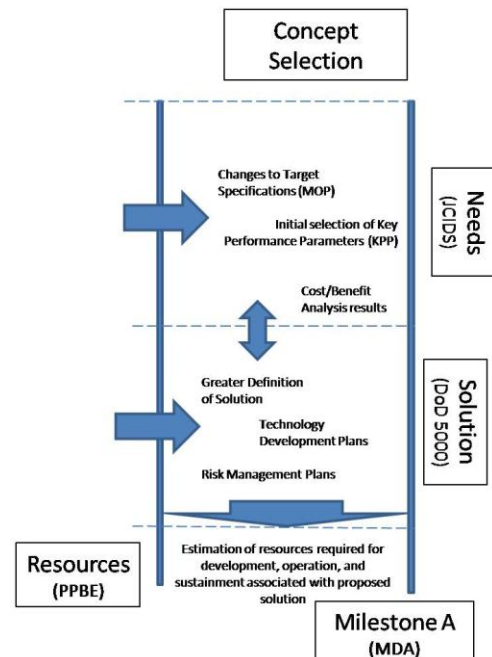 Concept
Selection
Changes to Target
Specifications (MOP)
Initial selection of Key
Performance Parameters (KPP)
Cost/Benefit
Analysis results
Needs
(JCIDS)
Greater Definition
of Solution
Technology
Development Plans
Risk Management Plans
Solution
(DoD 5000)
Estimation of resources required for
development, operation, and
sustainment associated with proposed
solution
Resources
(PPBE)
Milestone A
(MDA)